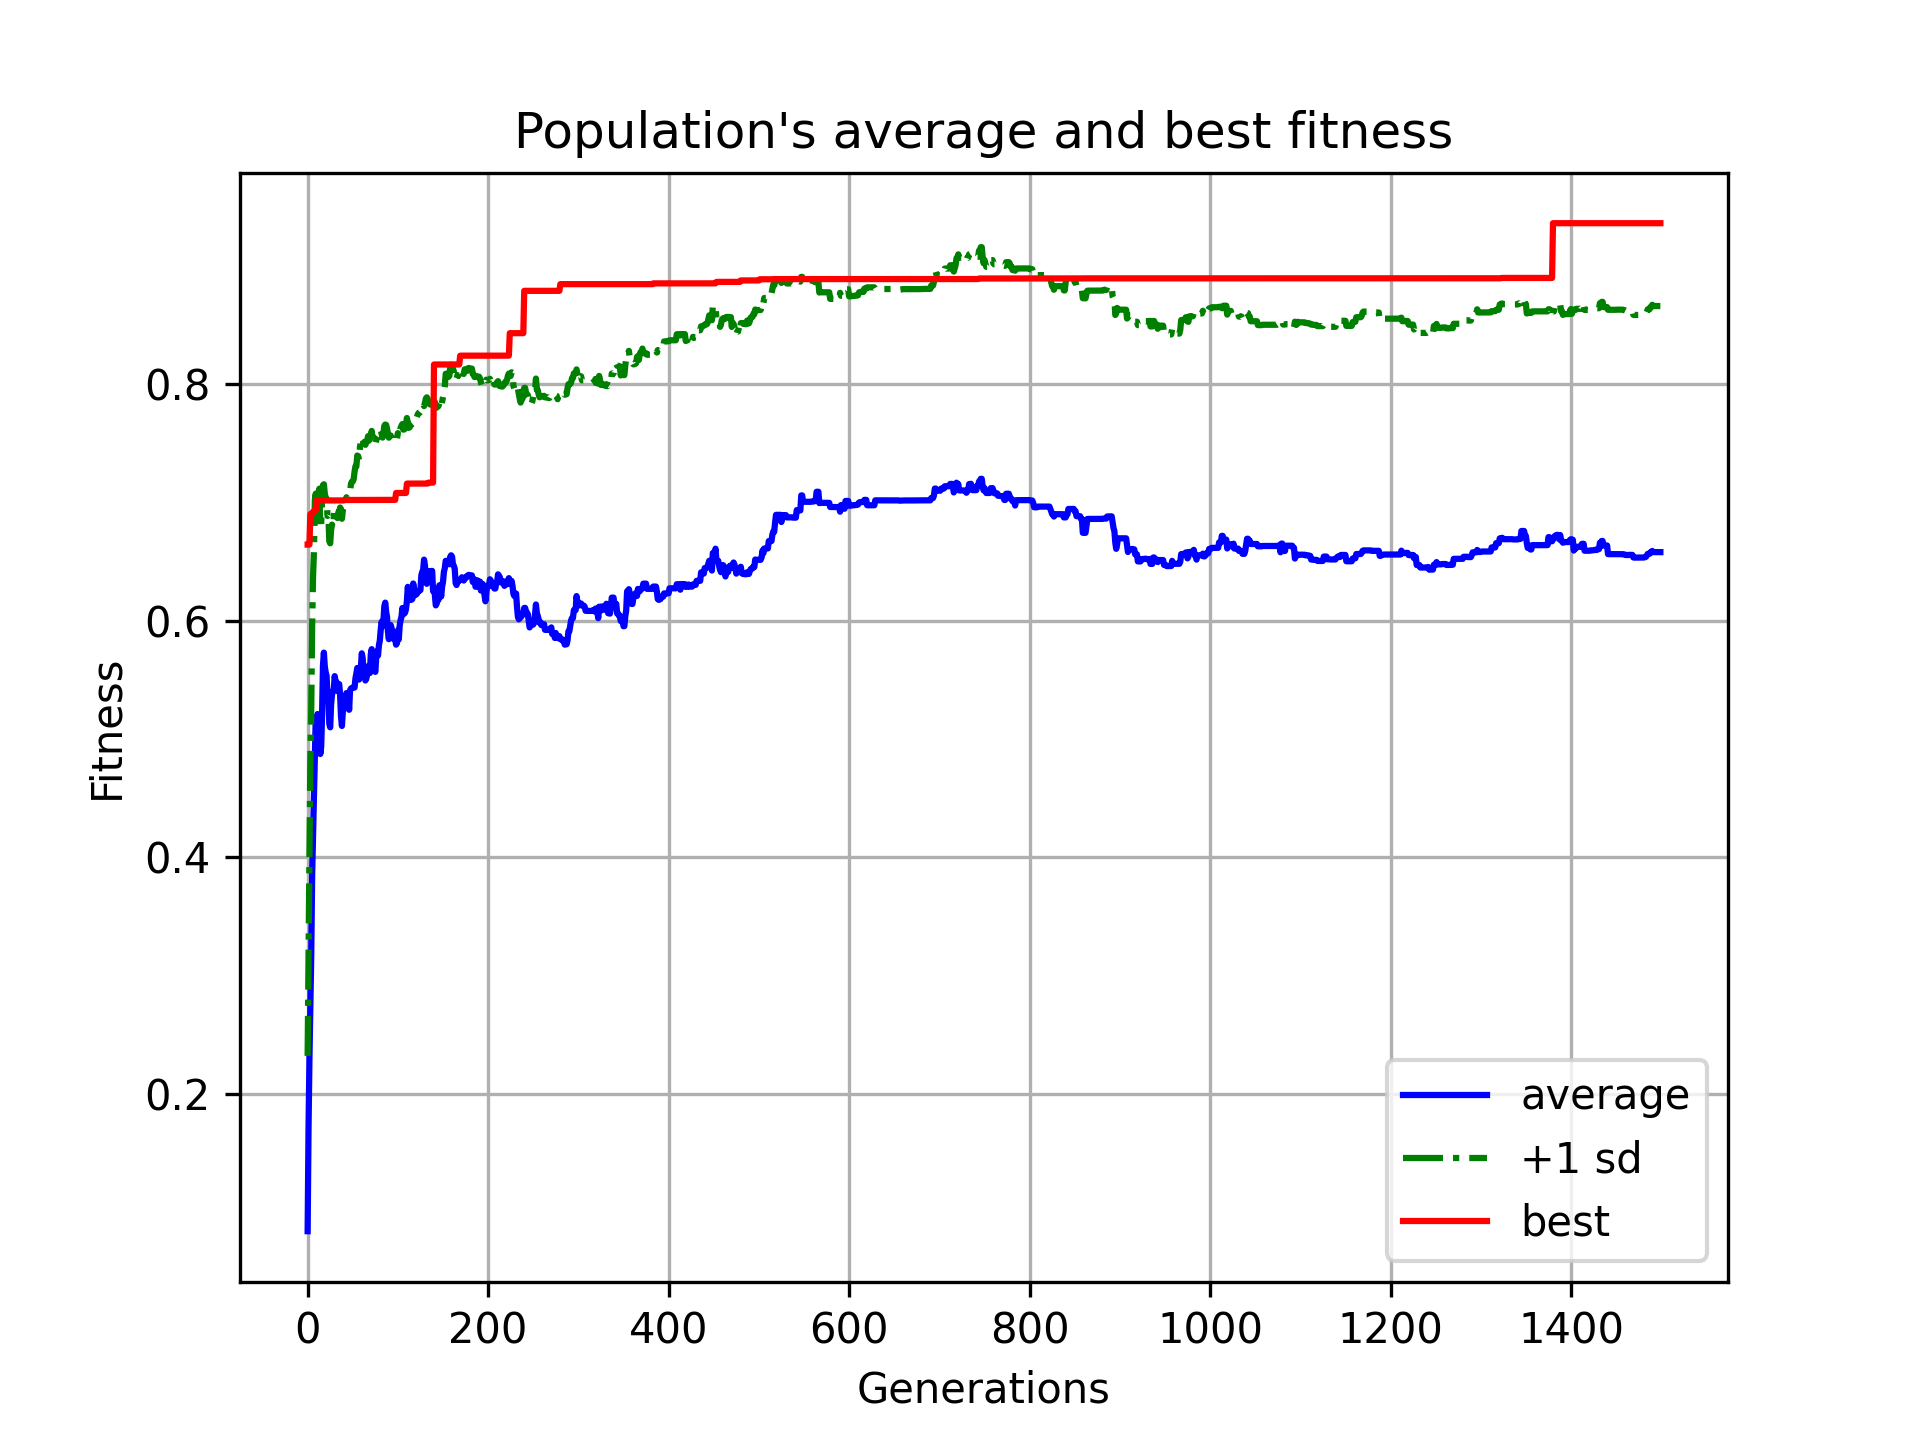 Population's average and best fitness
Fitness
0.8
0.6
0.4
0.2
average
+1 sd
best
0 200 400 600 800 1000 1200 1400
Generations